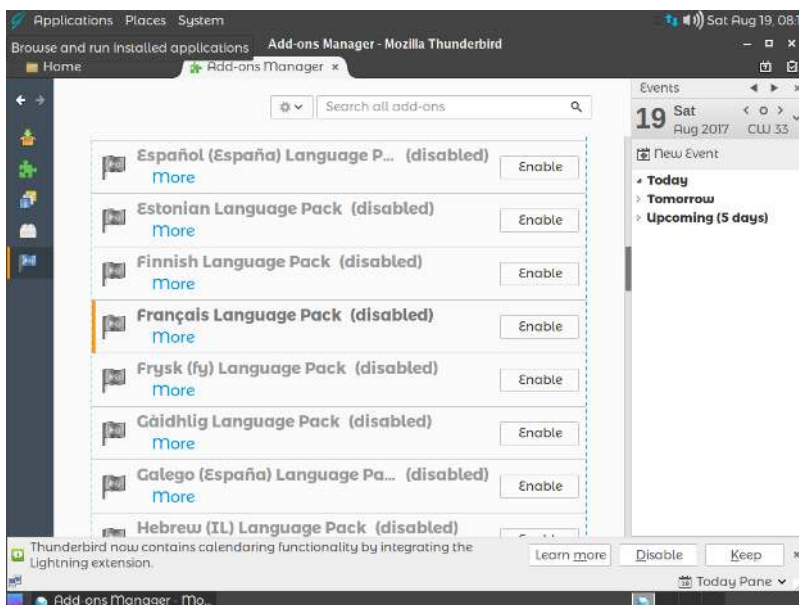 Applications Places System
Sat Aug 19, 08:1
Browse and run installed applications
Add-ons Manager - Mozilla Thunderbird
Home
Add-ons Manager
Search all add-ons
Español (España) Language P... (disabled)
More
Enable
Estonian Language Pack (disabled)
More
Enable
Finnish Language Pack (disabled)
More
Enable
Français Language Pack (disabled)
More
Enable
Frysk (fy) Language Pack (disabled)
More
Enable
Gàidhlig Language Pack (disabled)
More
Enable
Galego (España) Language Pa... (disabled)
More
Enable
Hebrew (IL) Language Pack (disabled)
Events
19 Sat
Aug 2017 CW 33
New Event
Today
Tomorrow
Upcoming (5 days)
Thunderbird now contains calendaring functionality by integrating the
Lightning extension.
Learn more
Disable
Keep
Today Pane
Add-ons Manager - Mo...